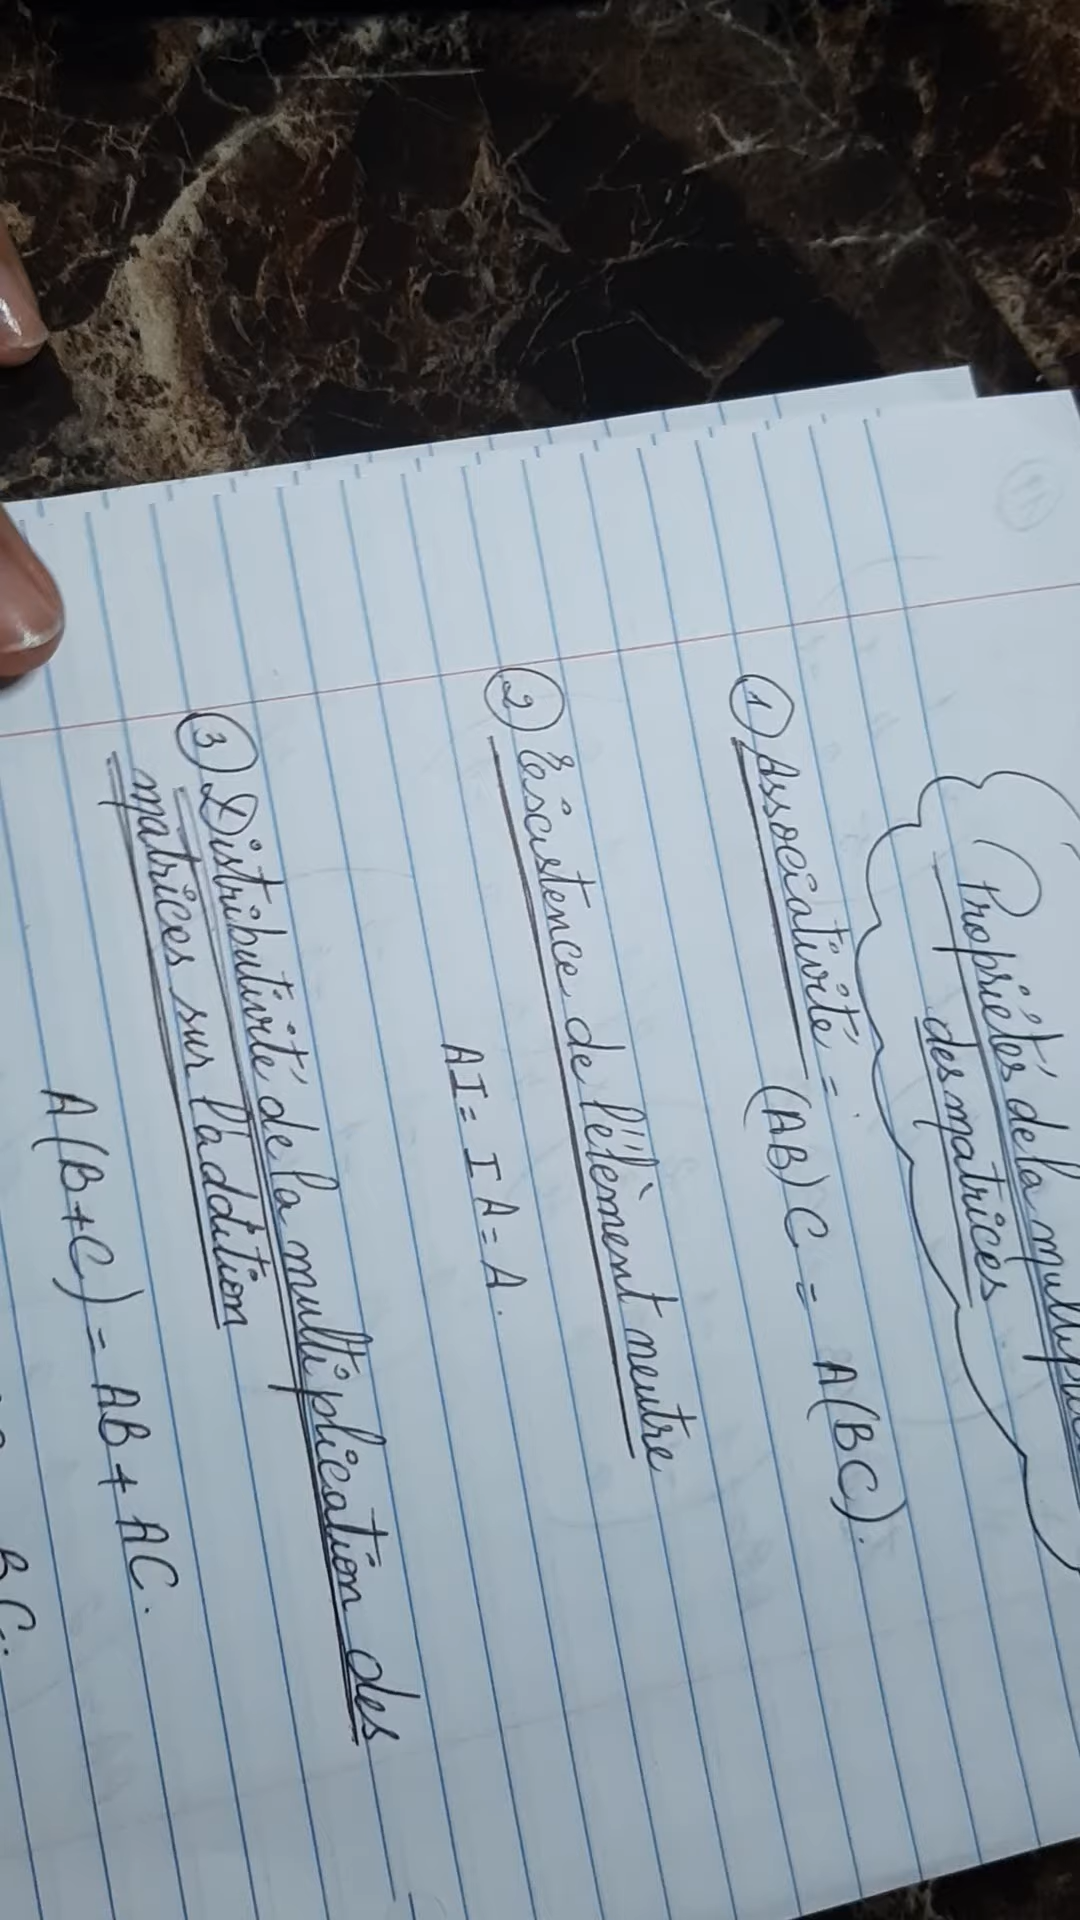 Propriétés de la
des matrices
① Associativité =
(AB) C = A(BC).
② Existence de l'élément neutre
AI = I A = A.
③ Distributivité de la multiplication des
matrices sur l'addition
A(B+C) = AB + AC.